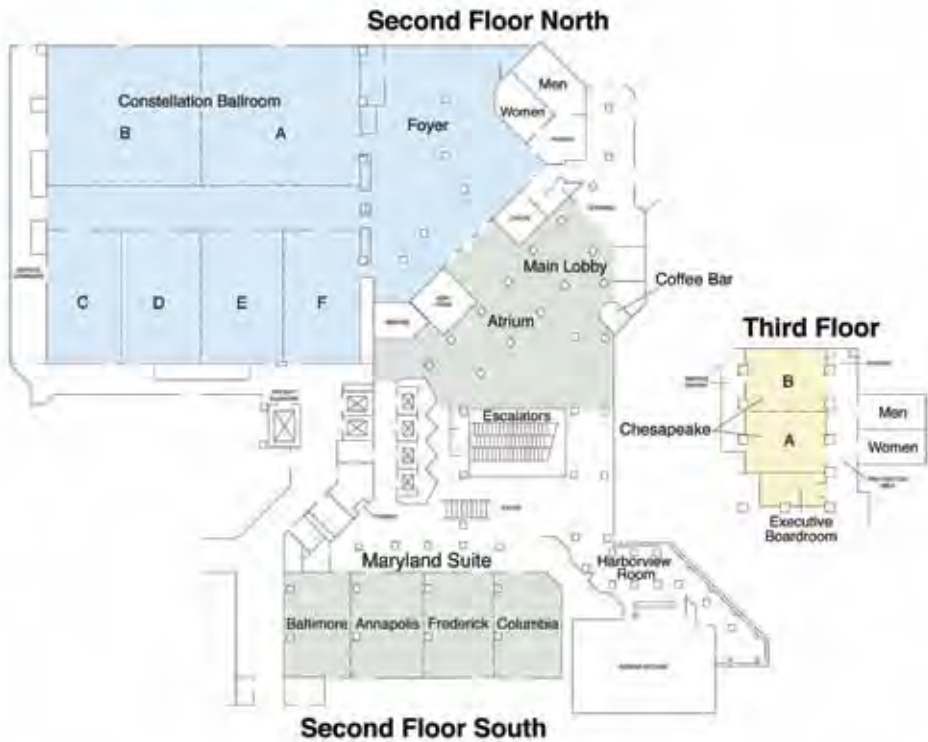 Second Floor North
Men
Women
Constellation Ballroom
B
A
Foyer
Main Lobby
Coffee Bar
C
D
E
F
Atrium
Third Floor
B
Men
Escalators
Chesapeake
A
Women
Executive
Boardroom
Maryland Suite
Harborview
Room
Baltimore
Annapolis
Frederick
Columbia
Second Floor South